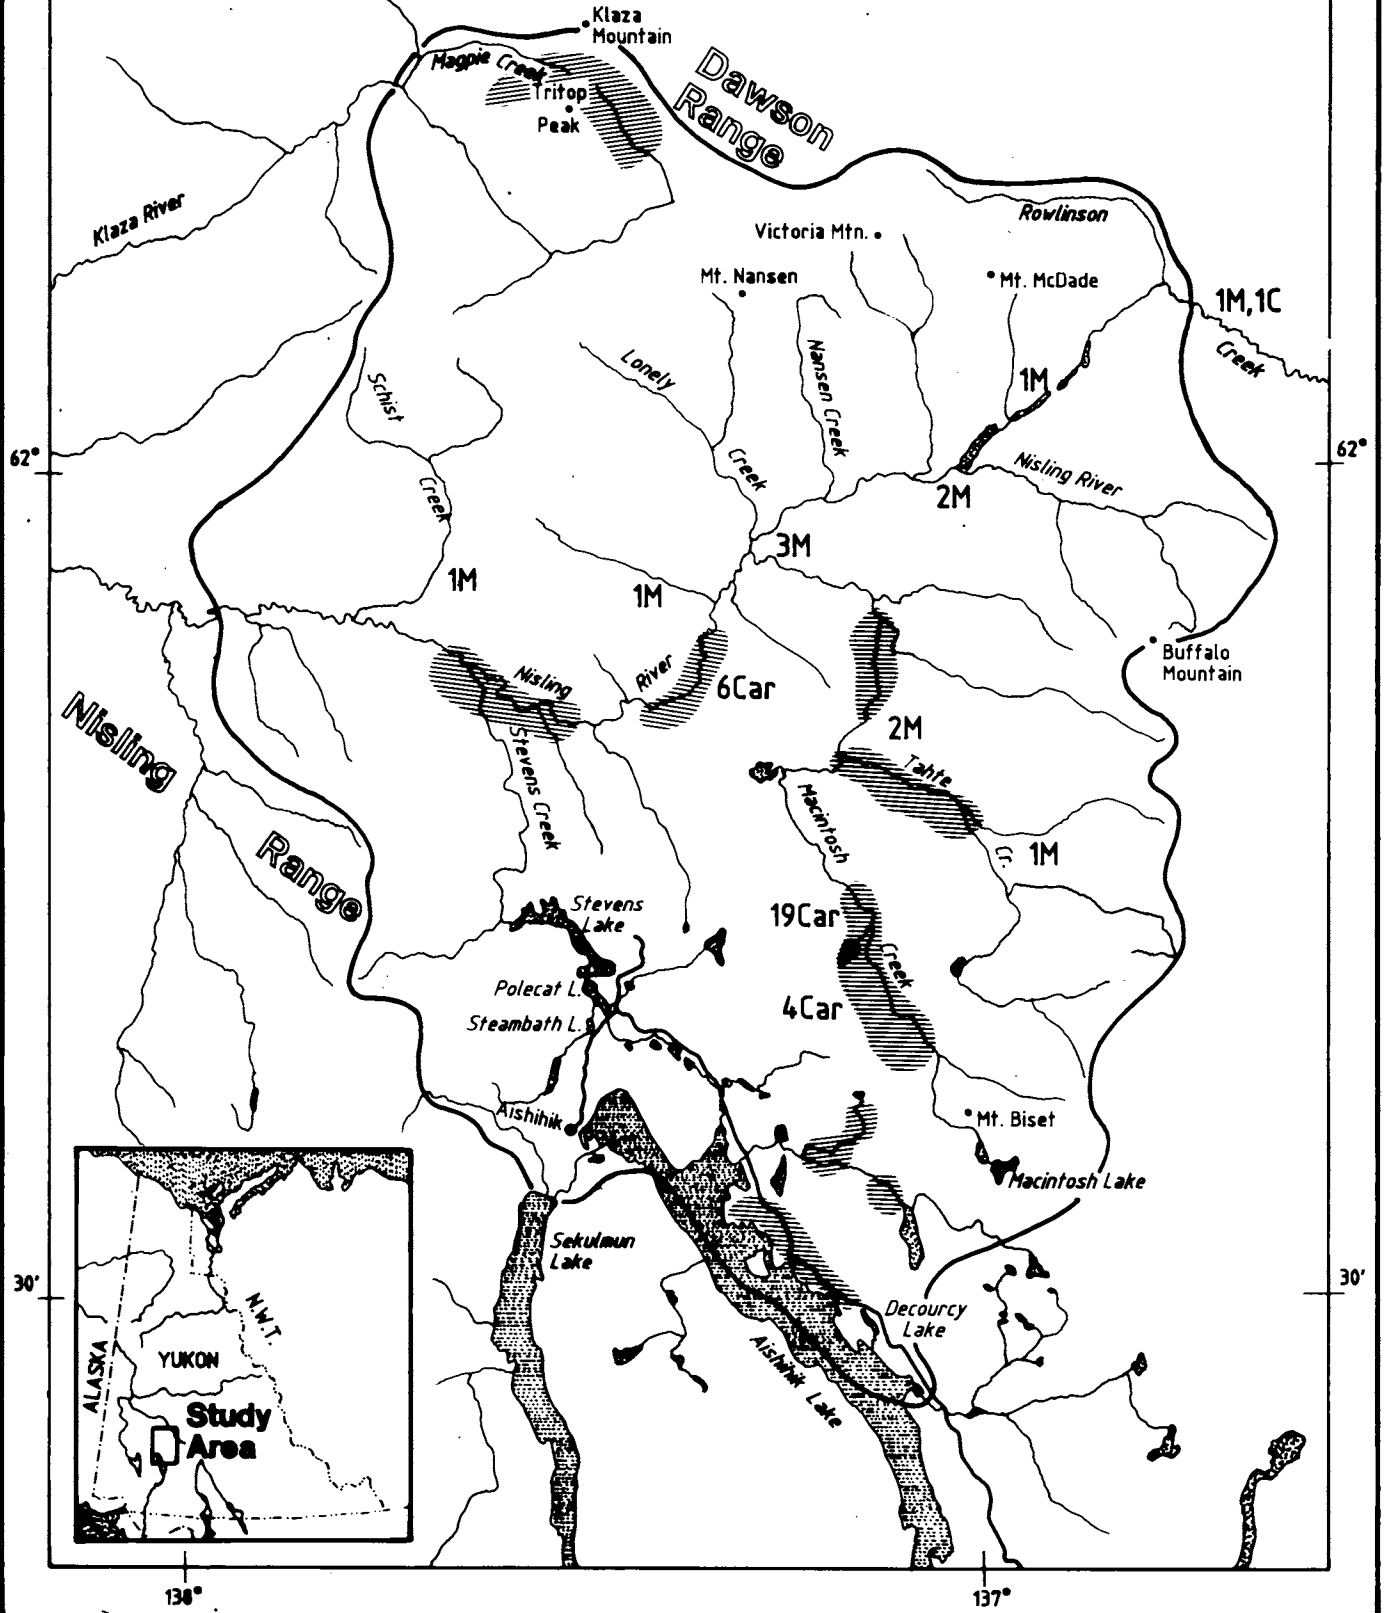 Klaza
Mountain
Magpie Creek
Tritop
Peak
Dawson
Range
Klaza River
Rowlinson
Creek
Victoria Mtn.
Mt. Nansen
Mt. McDade
1M,1C
Lonely
Creek
Nansen Creek
1M
Schist
Creek
62°
62°
Nisling River
2M
3M
1M
1M
Buffalo
Mountain
Nisling
River
6Car
2M
Nisling
Range
Stevens Creek
Tahte
Cr.
Macintosh
Creek
1M
19Car
4Car
Stevens
Lake
Polecat L.
Steambath L.
Aishihik
Mt. Biset
Macintosh Lake
Sekulmun
Lake
30'
30'
Decourcy
Lake
Aishihik Lake
N.W.T.
YUKON
ALASKA
Study
Area
138°
137°